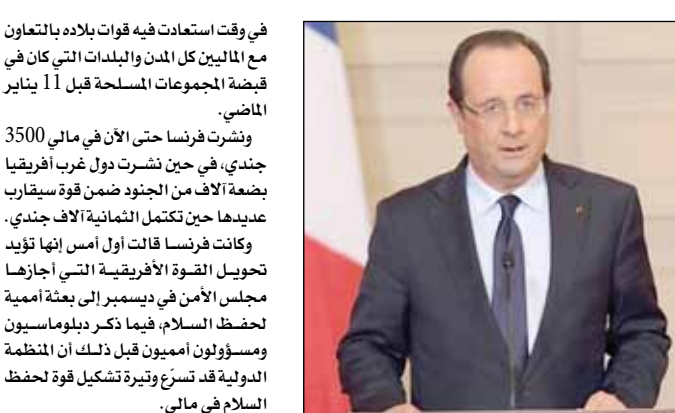 في وقت استعادت فيه قوات بلاده بالتعاون
مع الماليين كل المدن والبلدات التي كان في
قبضة المجموعات المسلحة قبل 11 يناير
الماضي.
ونشرت فرنسا حتى الآن في مالي 3500
جندي، في حين نشرت دول غرب أفريقيا
بضعة آلاف من الجنود ضمن قوة سيقارب
عديدها حين تكتمل الثمانية آلاف جندي.
وكانت فرنسا قالت أول أمس إنها تؤيد
تحويل القوة الأفريقية التي أجازها
مجلس الأمن في ديسمبر إلى بعثة أممية
لحفظ السلام، فيما ذكر دبلوماسيون
ومسؤولون أمميون قبل ذلك أن المنظمة
الدولية قد تسرّع وتيرة تشكيل قوة لحفظ
السلام في مالي.